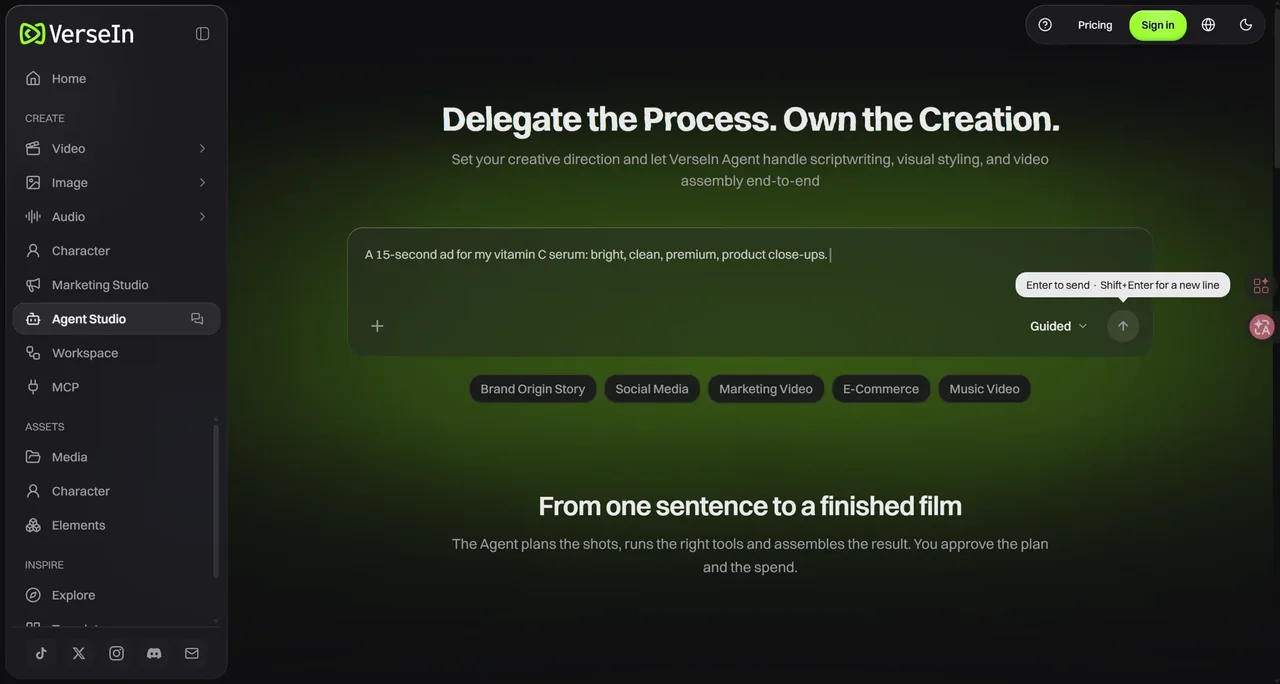 VerseIn
Home
CREATE
Video
Image
Audio
Character
Marketing Studio
Agent Studio
Workspace
MCP
ASSETS
Media
Character
Elements
INSPIRE
Explore
Pricing
Sign in
Delegate the Process. Own the Creation.
Set your creative direction and let VerseIn Agent handle scriptwriting, visual styling, and video
assembly end-to-end
A 15-second ad for my vitamin C serum: bright, clean, premium, product close-ups.
Enter to send · Shift+Enter for a new line
Guided
Brand Origin Story
Social Media
Marketing Video
E-Commerce
Music Video
From one sentence to a finished film
The Agent plans the shots, runs the right tools and assembles the result. You approve the plan
and the spend.